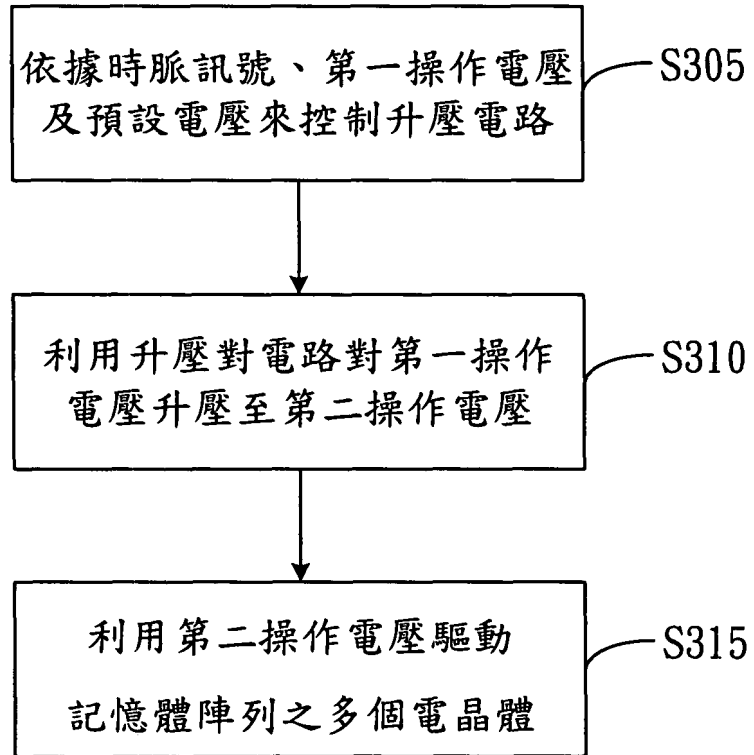 依據時脈訊號、第一操作電壓
及預設電壓來控制升壓電路
S305
利用升壓對電路對第一操作
電壓升壓至第二操作電壓
S310
利用第二操作電壓驅動
記憶體陣列之多個電晶體
S315